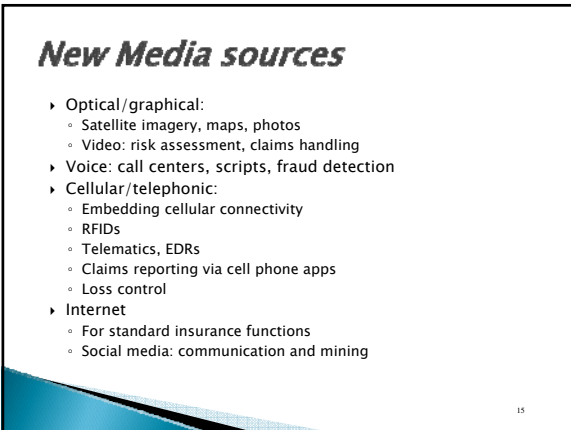 New Media sources
Optical/graphical:
Satellite imagery, maps, photos
Video: risk assessment, claims handling
Voice: call centers, scripts, fraud detection
Cellular/telephonic:
Embedding cellular connectivity
RFIDs
Telematics, EDRs
Claims reporting via cell phone apps
Loss control
Internet
For standard insurance functions
Social media: communication and mining
15